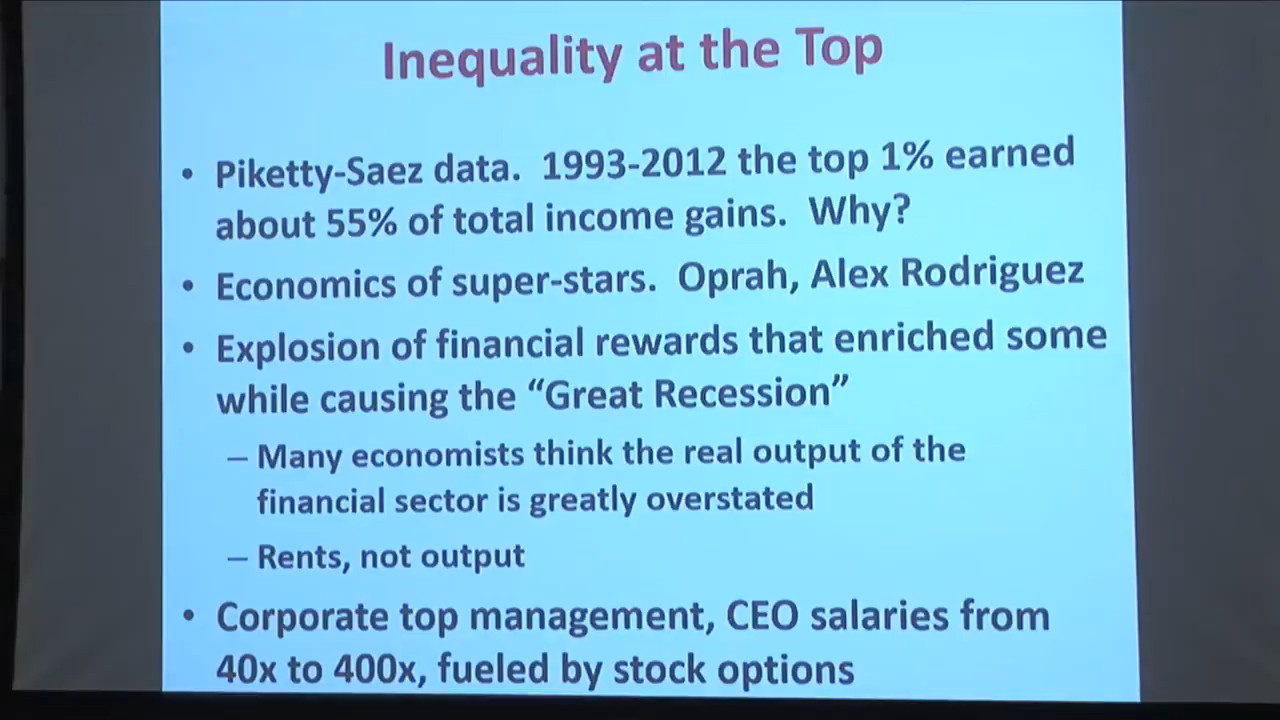 Inequality at the Top
• Piketty-Saez data. 1993-2012 the top 1% earned
about 55% of total income gains. Why?
• Economics of super-stars. Oprah, Alex Rodriguez
• Explosion of financial rewards that enriched some
while causing the “Great Recession”
– Many economists think the real output of the
financial sector is greatly overstated
– Rents, not output
• Corporate top management, CEO salaries from
40x to 400x, fueled by stock options